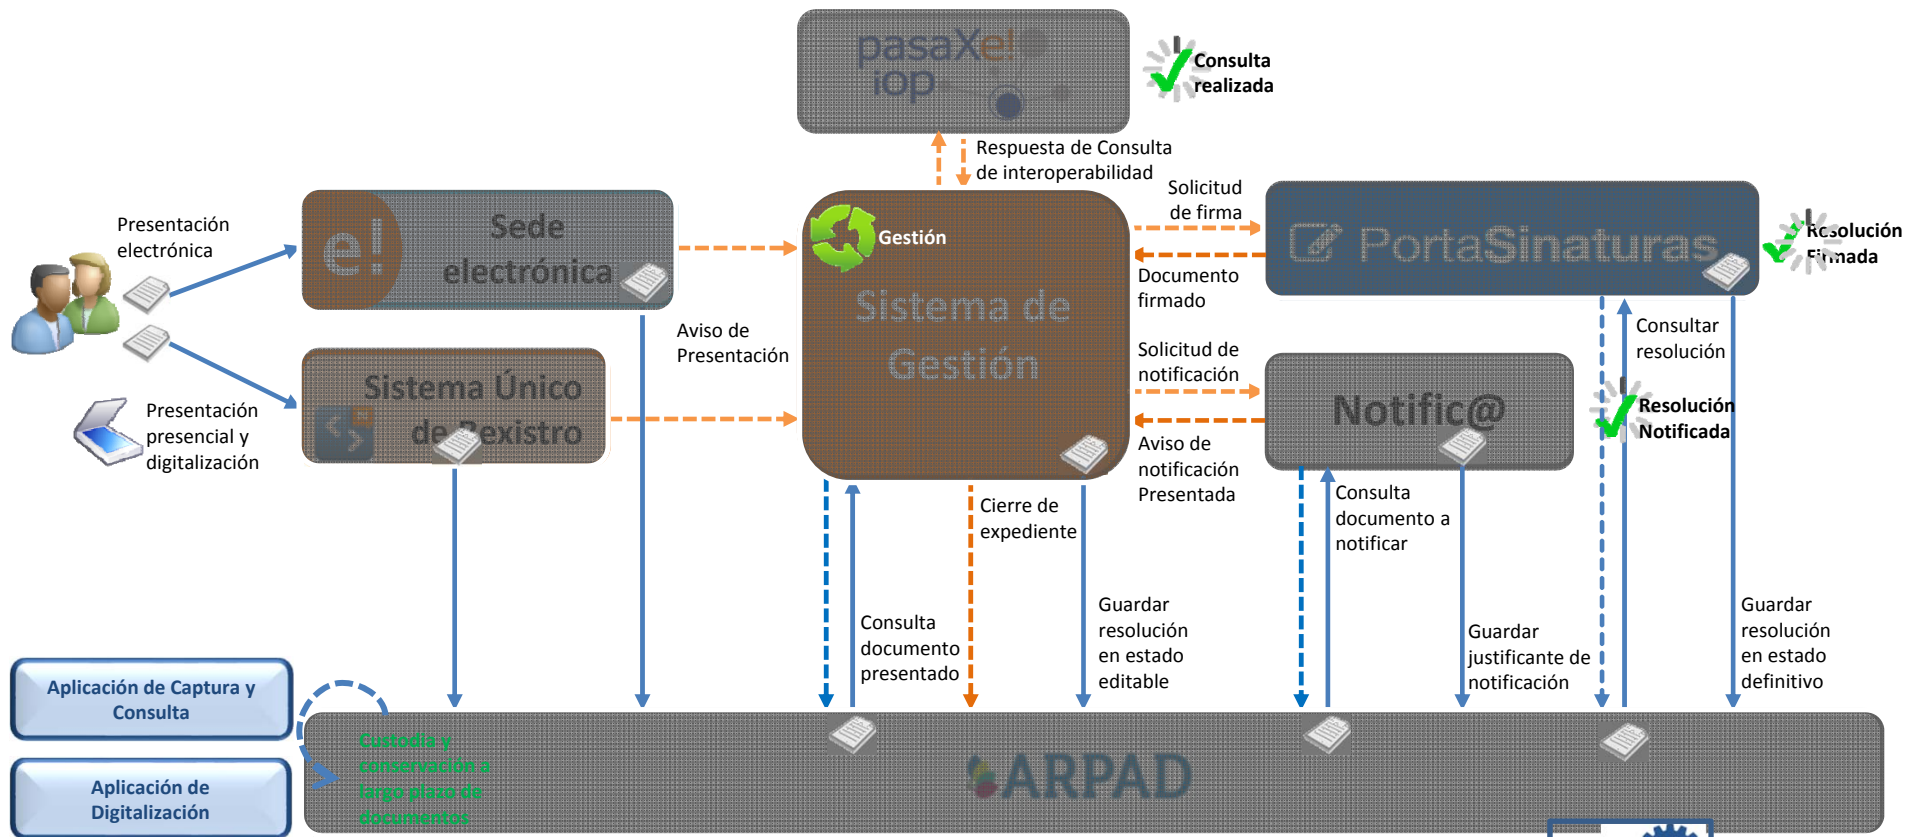 pasaXe!
iop
Consulta
realizada
Respuesta de Consulta
de interoperabilidad
Presentación
electrónica
e!
Sede
electrónica
Gestión
Sistema de
Gestión
Solicitud
de firma
PortaSinaturas
Resolución
Firmada
Documento
firmado
Aviso de
Presentación
Consultar
resolución
Solicitud de
notificación
Sistema Único
de Rexistro
Presentación
presencial y
digitalización
Notific@
Resolución
Notificada
Aviso de
notificación
Presentada
Cierre de
expediente
Consulta
documento a
notificar
Consulta
documento
presentado
Guardar
resolución
en estado
editable
Guardar
justificante de
notificación
Guardar
resolución
en estado
definitivo
Aplicación de Captura y
Consulta
Aplicación de
Digitalización
Custodia y
conservación a
largo plazo de
documentos
ARPAD